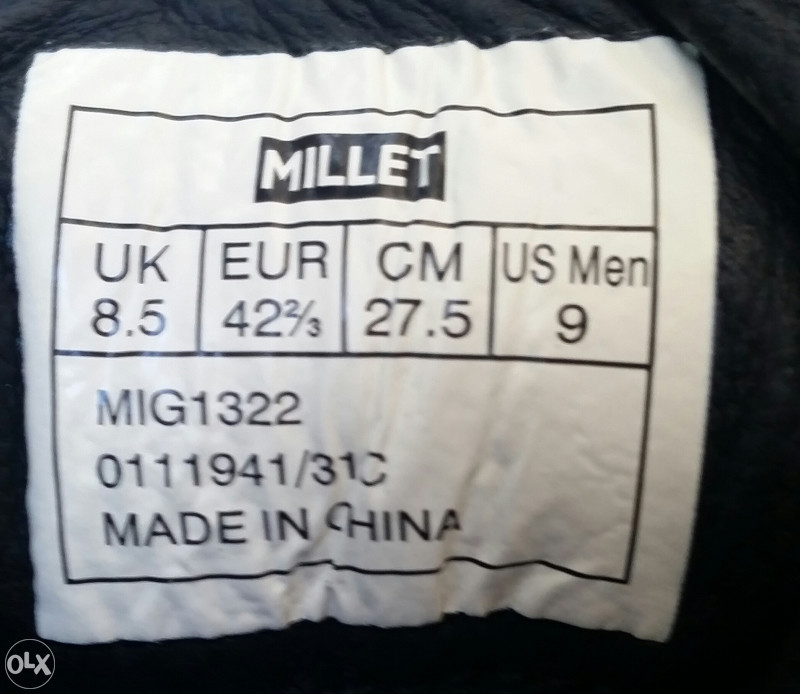 MILLET
UK EUR CM US Men
8.5 42⅔ 27.5 9
MIG1322
0111941/31C
MADE IN CHINA
OLX